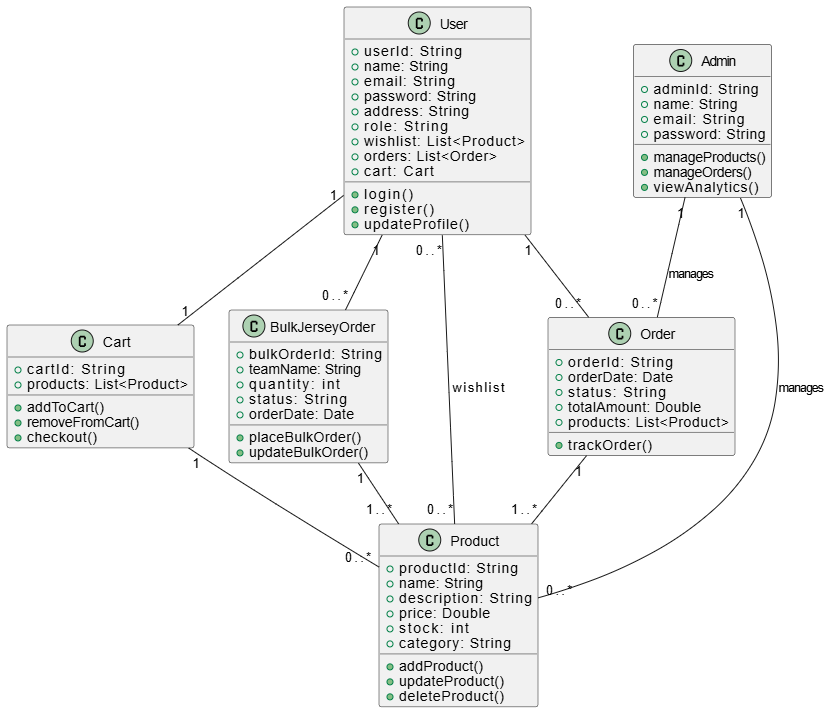 C User
userId: String
name: String
email: String
password: String
address: String
role: String
wishlist: List<Product>
orders: List<Order>
cart: Cart
login()
register()
updateProfile()
C Admin
adminId: String
name: String
email: String
password: String
manageProducts()
manageOrders()
viewAnalytics()
1
1
0..*
1
1
1
1
0..*
0..*
0..*
manages
C Cart
cartId: String
products: List<Product>
addToCart()
removeFromCart()
checkout()
C BulkJerseyOrder
bulkOrderId: String
teamName: String
quantity: int
status: String
orderDate: Date
placeBulkOrder()
updateBulkOrder()
wishlist
C Order
orderId: String
orderDate: Date
status: String
totalAmount: Double
products: List<Product>
trackOrder()
manages
1
1
1
1..*
0..*
1..*
0..*
0..*
C Product
productId: String
name: String
description: String
price: Double
stock: int
category: String
addProduct()
updateProduct()
deleteProduct()